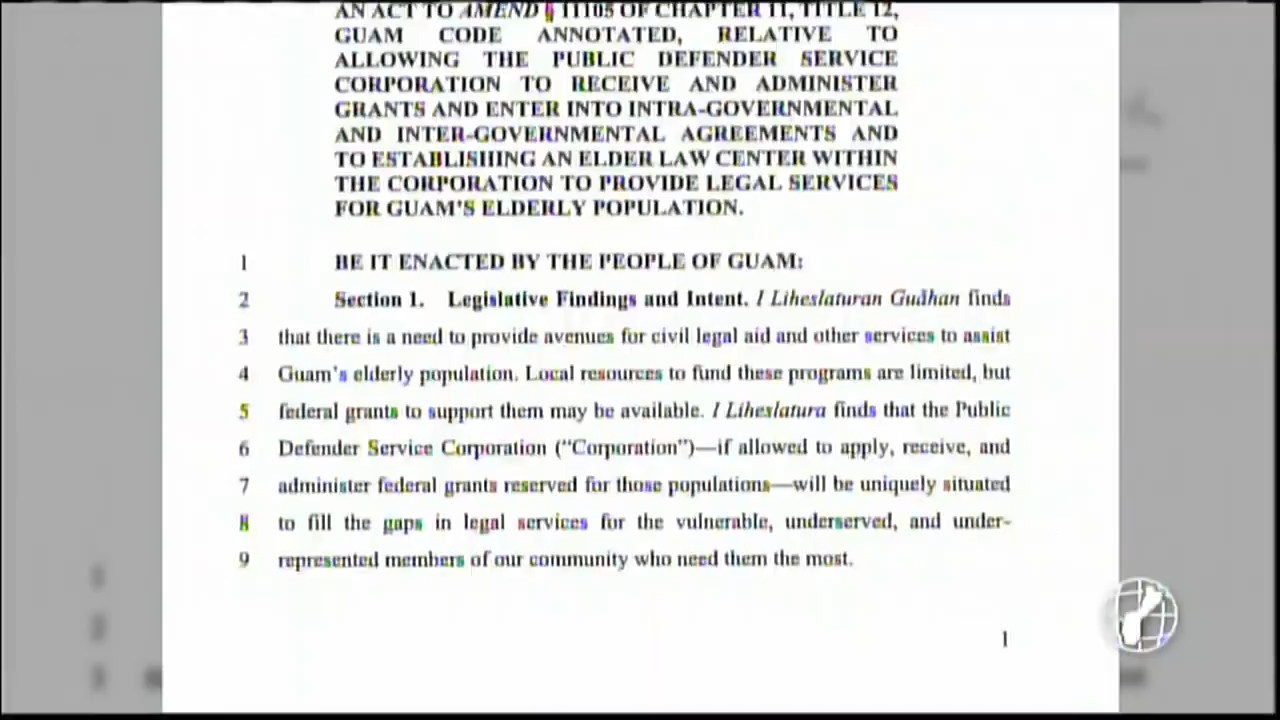 AN ACT TO AMEND § 11105 OF CHAPTER 11, TITLE 12,
GUAM CODE ANNOTATED, RELATIVE TO
ALLOWING THE PUBLIC DEFENDER SERVICE
CORPORATION TO RECEIVE AND ADMINISTER
GRANTS AND ENTER INTO INTRA-GOVERNMENTAL
AND INTER-GOVERNMENTAL AGREEMENTS AND
TO ESTABLISHING AN ELDER LAW CENTER WITHIN
THE CORPORATION TO PROVIDE LEGAL SERVICES
FOR GUAM'S ELDERLY POPULATION.
1 BE IT ENACTED BY THE PEOPLE OF GUAM:
2 Section 1. Legislative Findings and Intent. I Liheslaturan Guåhan finds
3 that there is a need to provide avenues for civil legal aid and other services to assist
4 Guam's elderly population. Local resources to fund these programs are limited, but
5 federal grants to support them may be available. I Liheslatura finds that the Public
6 Defender Service Corporation ("Corporation")—if allowed to apply, receive, and
7 administer federal grants reserved for those populations—will be uniquely situated
8 to fill the gaps in legal services for the vulnerable, underserved, and under-
9 represented members of our community who need them the most.
1